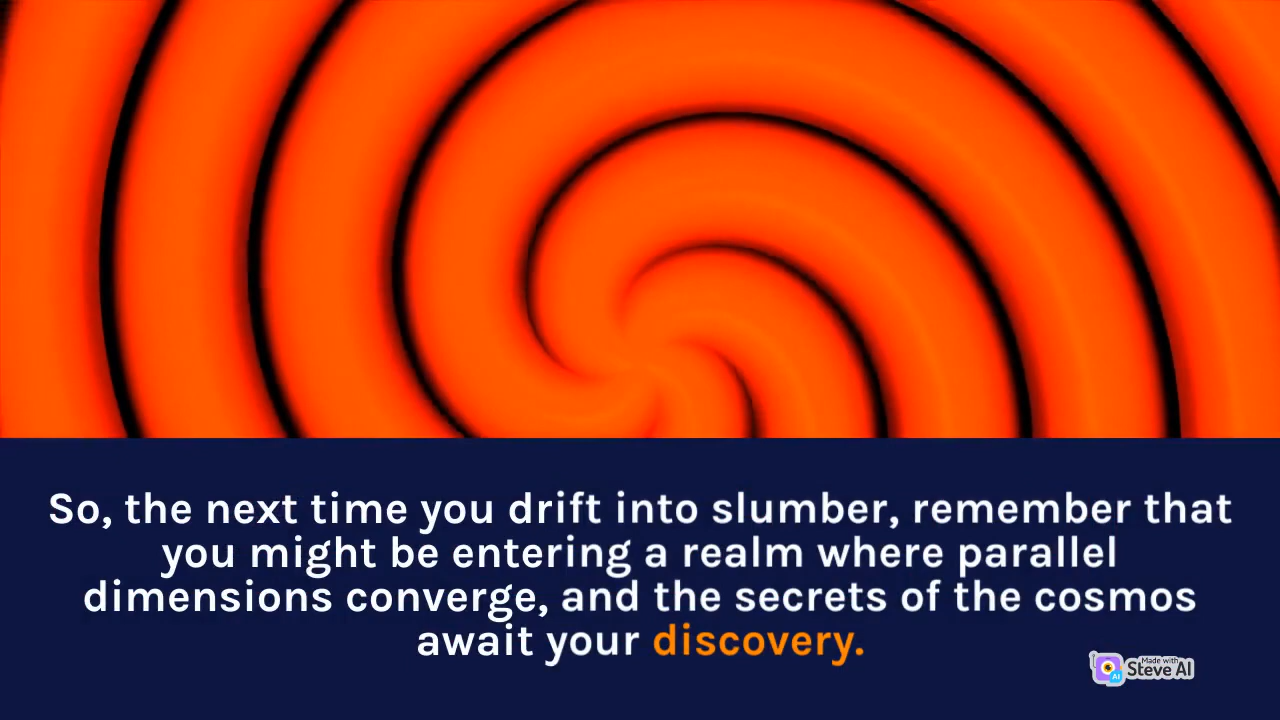 So, the next time you drift into slumber, remember that
you might be entering a realm where parallel
dimensions converge, and the secrets of the cosmos
await your discovery.
Made with
Steve AI
AI